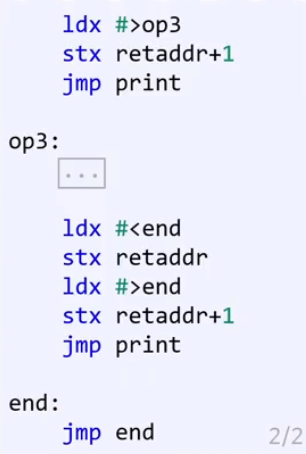 ldx #>op3
stx retaddr+1
jmp print
op3:
...
ldx #<end
stx retaddr
ldx #>end
stx retaddr+1
jmp print
end:
jmp end
2/2